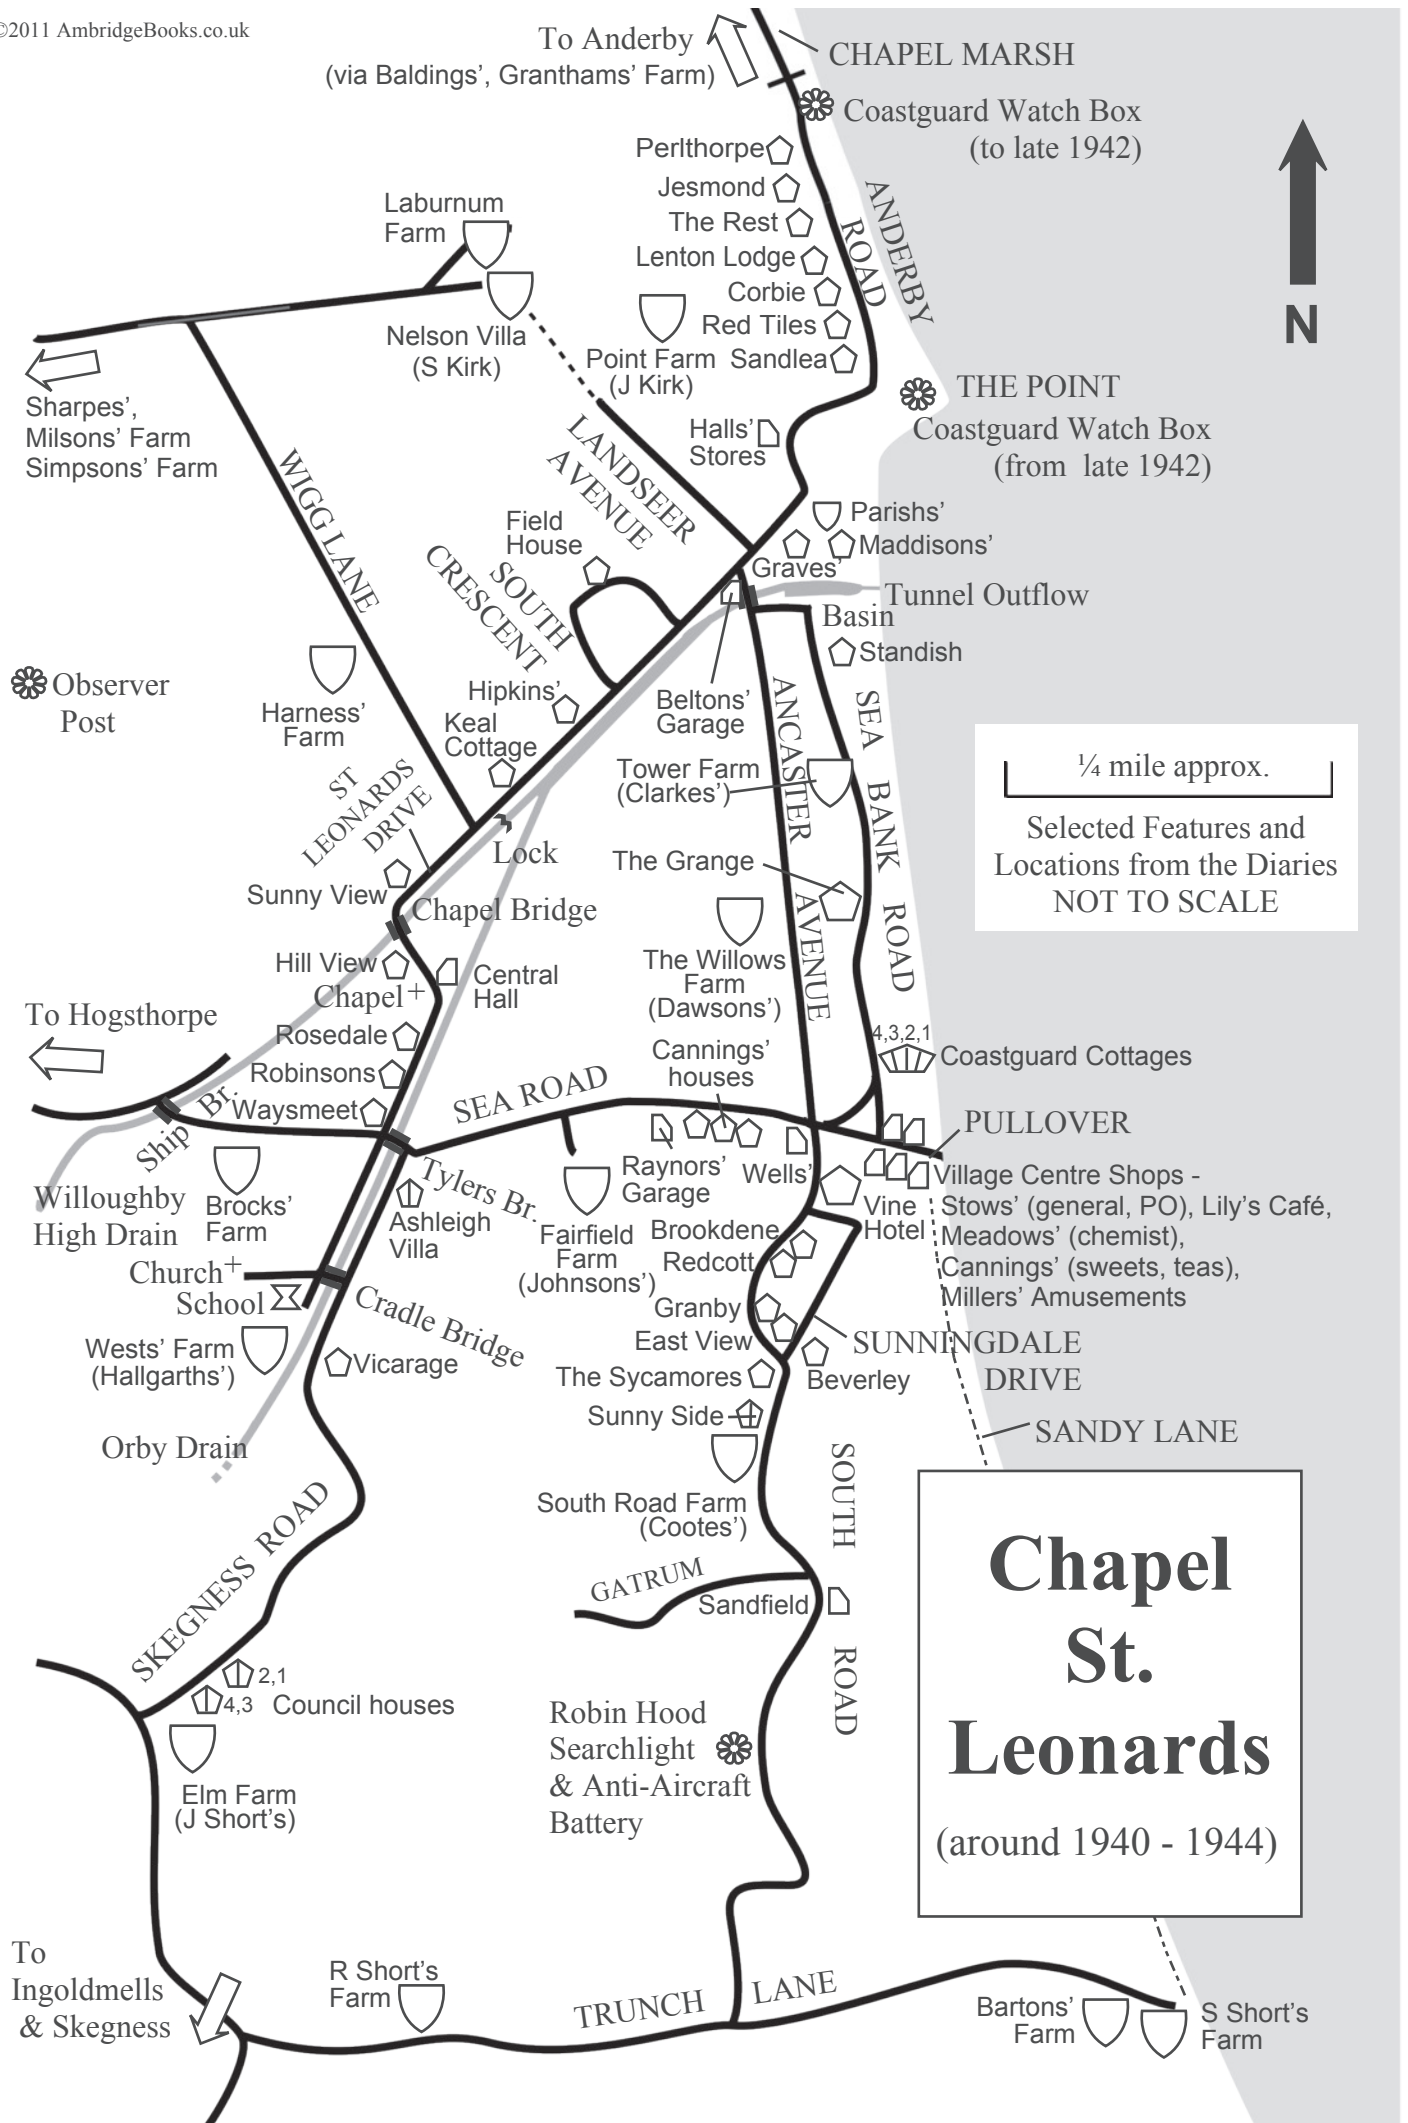 ©2011 AmbridgeBooks.co.uk
To Anderby
(via Baldings’, Granthams’ Farm)
CHAPEL MARSH
Coastguard Watch Box
(to late 1942)
Perlthorpe
Jesmond
The Rest
Lenton Lodge
Corbie
Red Tiles
Sandlea
ANDERBY
ROAD
N
Laburnum
Farm
Nelson Villa
(S Kirk)
Point Farm
(J Kirk)
Sharpes’,
Milsons’ Farm
Simpsons’ Farm
THE POINT
Coastguard Watch Box
(from late 1942)
Halls’
Stores
LANDSEER
AVENUE
WIGG LANE
Field
House
SOUTH
CRESCENT
Parishs’
Maddisons’
Graves’
Tunnel Outflow
Basin
Standish
Observer
Post
Harness’
Farm
Hipkins’
Keal
Cottage
Beltons’
Garage
ANCASTER
AVENUE
SEA BANK ROAD
ST
LEONARDS
DRIVE
Tower Farm
(Clarkes’)
Lock
The Grange
Sunny View
Chapel Bridge
¼ mile approx.
Selected Features and
Locations from the Diaries
NOT TO SCALE
Hill View
Chapel+
Central
Hall
The Willows
Farm
(Dawsons’)
To Hogsthorpe
Rosedale
Robinsons
Waysmeet
Ship Br.
SEA ROAD
Cannings’
houses
4,3,2,1
Coastguard Cottages
PULLOVER
Raynors’
Garage
Wells’
Vine
Hotel
Village Centre Shops -
Stows’ (general, PO), Lily’s Café,
Meadows’ (chemist),
Cannings’ (sweets, teas),
Millers’ Amusements
Willoughby
High Drain
Brocks’
Farm
Tylers Br.
Ashleigh
Villa
Fairfield
Farm
(Johnsons’)
Brookdene
Redcott
Granby
East View
Church+
School
Cradle Bridge
Wests’ Farm
(Hallgarths’)
Vicarage
SUNNINGDALE
DRIVE
The Sycamores
Beverley
Sunny Side
SANDY LANE
Orby Drain
South Road Farm
(Cootes’)
SOUTH
ROAD
SKEGNESS ROAD
GATRUM
Sandfield
2,1
4,3
Council houses
Elm Farm
(J Short’s)
Robin Hood
Searchlight
& Anti-Aircraft
Battery
Chapel
St.
Leonards
(around 1940 - 1944)
To
Ingoldmells
& Skegness
R Short’s
Farm
TRUNCH LANE
Bartons’
Farm
S Short’s
Farm